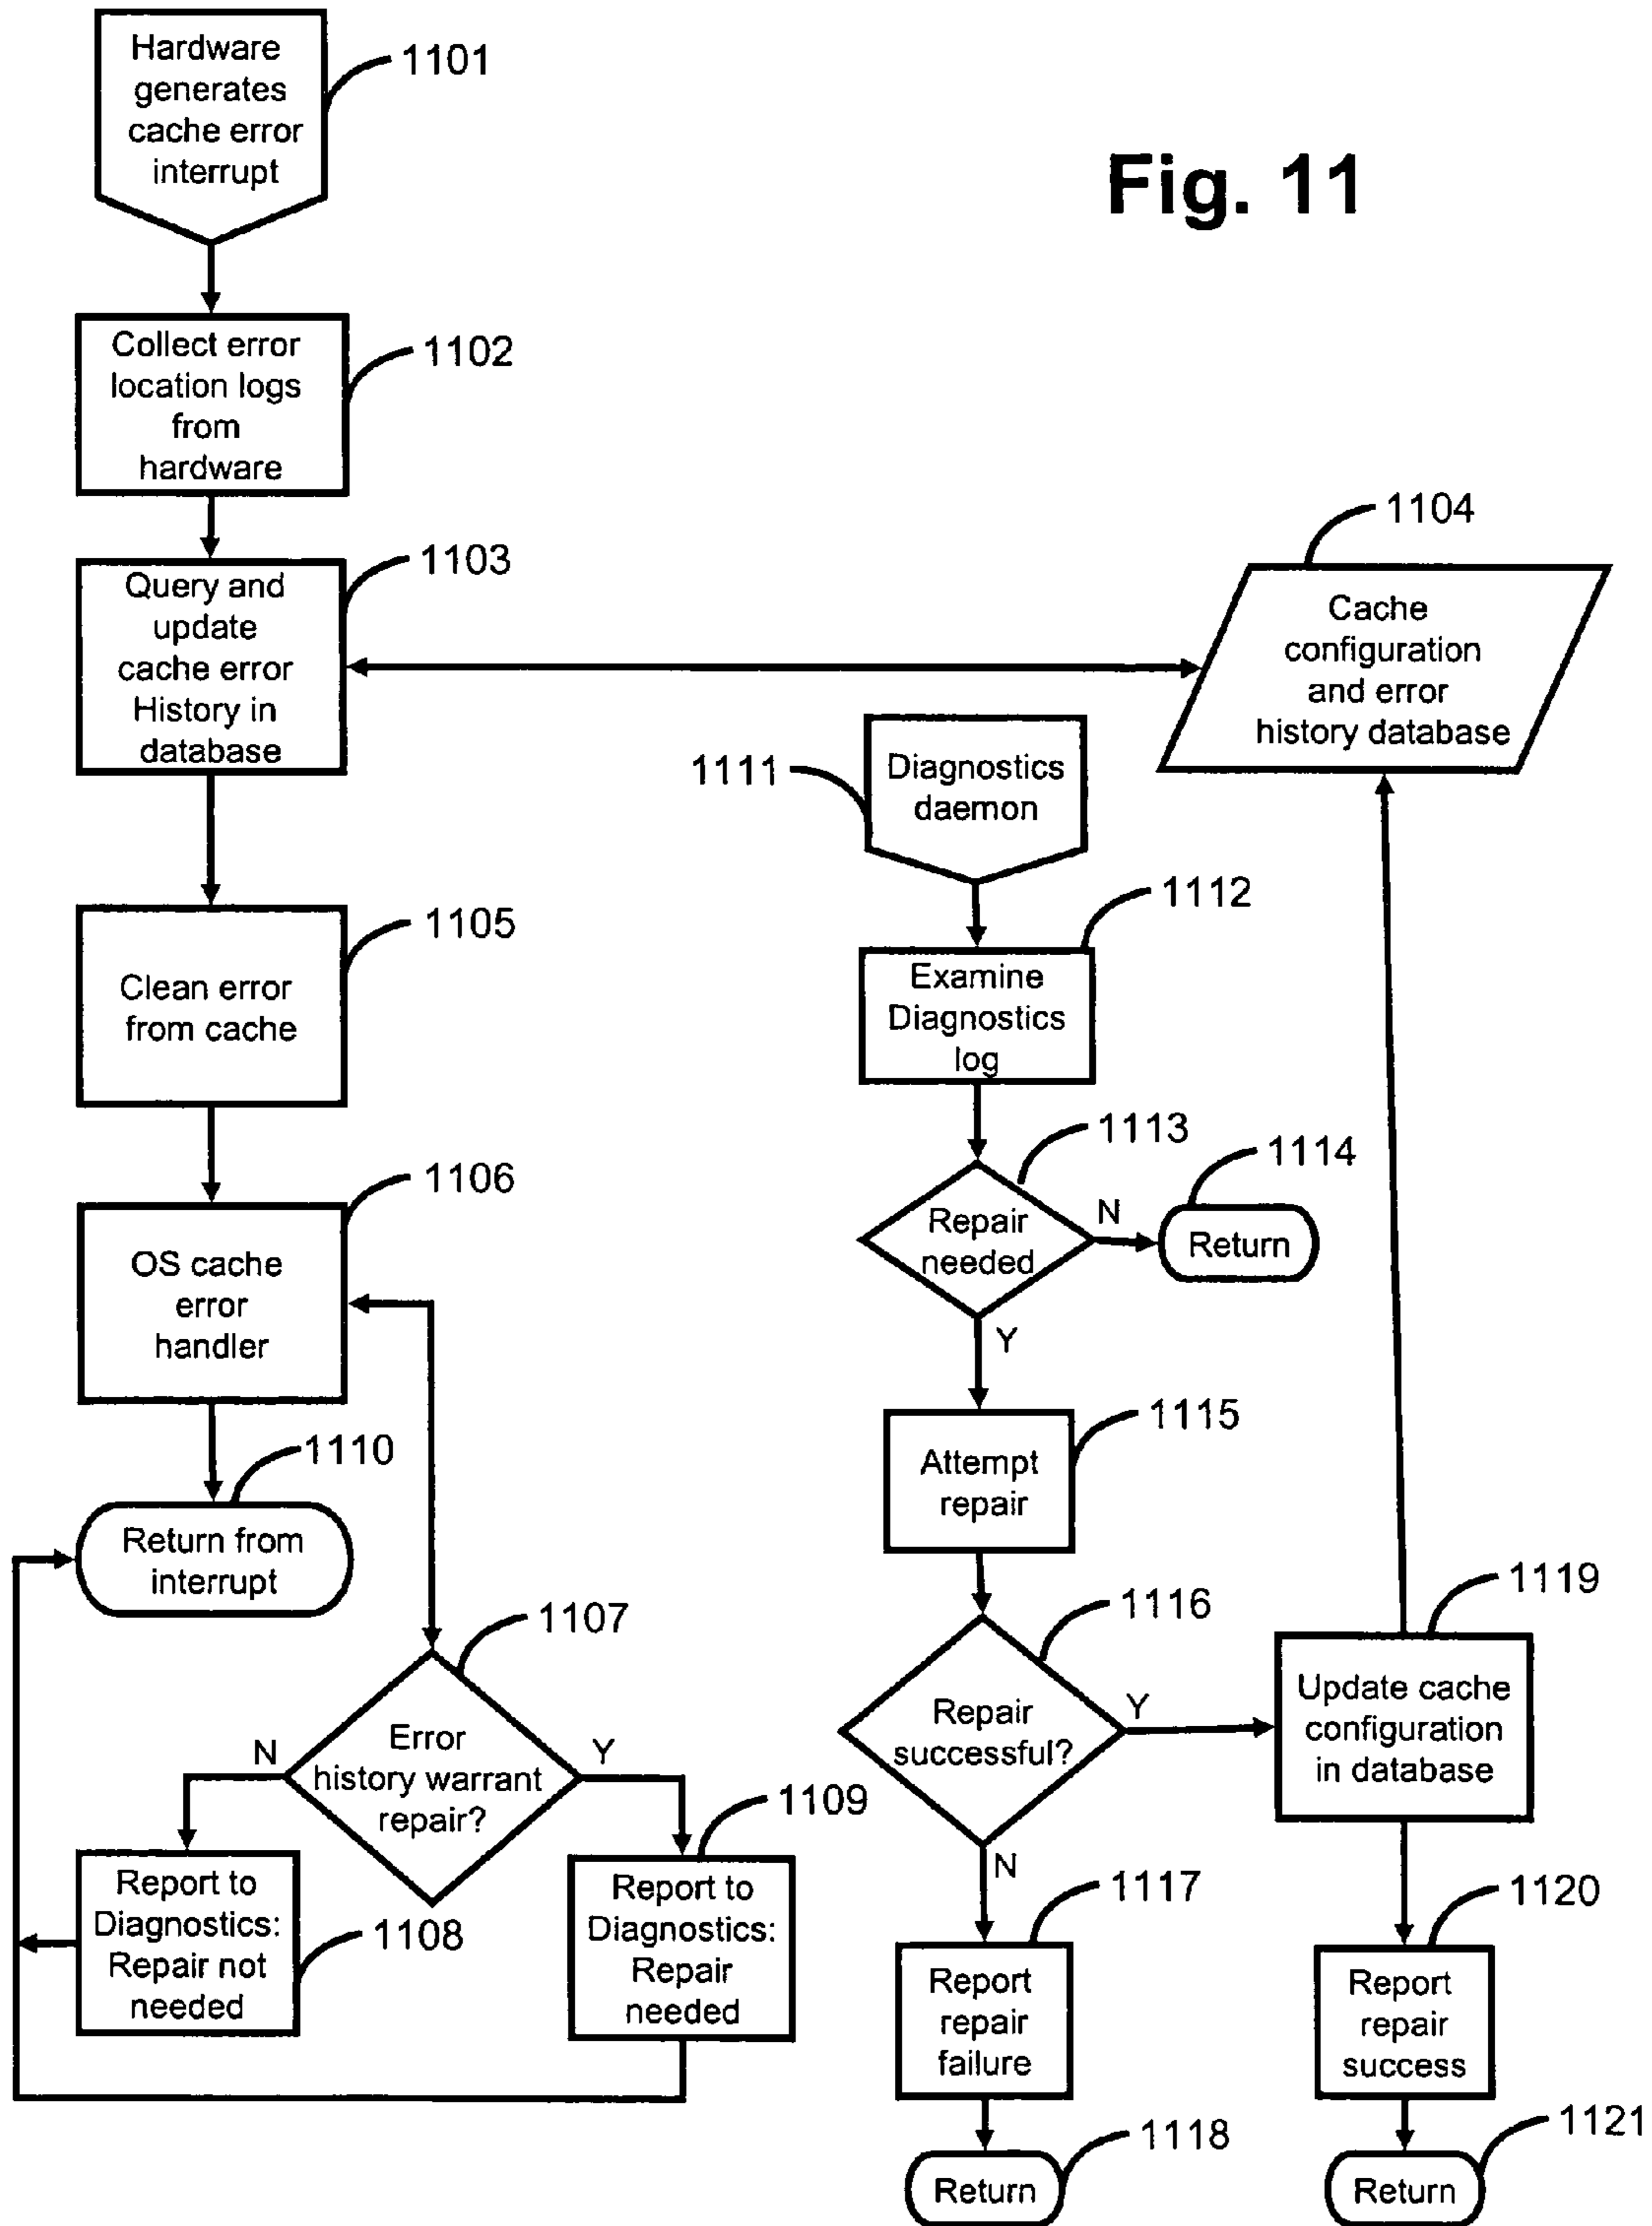 Fig. 11
Hardware
generates
cache error
interrupt
1101
Collect error
location logs
from
hardware
1102
Query and
update
cache error
History in
database
1103
Cache
configuration
and error
history database
1104
Clean error
from cache
1105
OS cache
error
handler
1106
Return from
interrupt
1110
Error
history warrant
repair?
1107
N
Y
Report to
Diagnostics:
Repair not
needed
1108
Report to
Diagnostics:
Repair
needed
1109
1111
Diagnostics
daemon
Examine
Diagnostics
log
1112
Repair
needed
1113
N
Return
1114
Y
Attempt
repair
1115
Repair
successful?
1116
Y
N
Report
repair
failure
1117
Return
1118
Update cache
configuration
in database
1119
Report
repair
success
1120
Return
1121